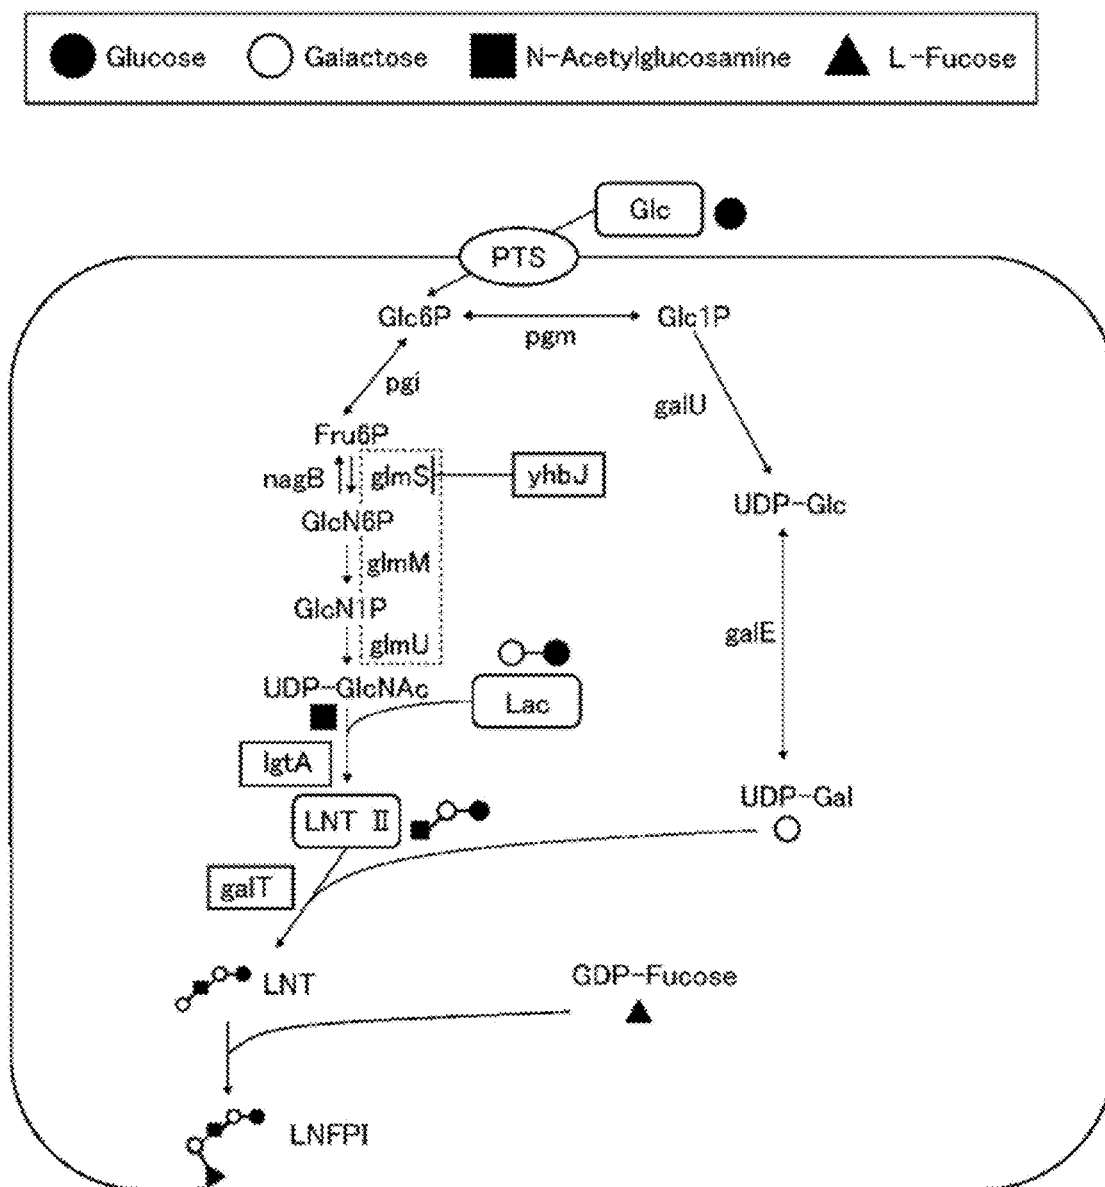 Glucose Galactose N-Acetylglucosamine L-Fucose
Glc
PTS
Glc6P Glc1P
pgm
pgi
galU
Fru6P
nagB glmS yhbJ
UDP-Glc
GlcN6P
glmM
GlcN1P
glmU
galE
UDP-GlcNAc
Lac
lgtA
UDP-Gal
LNT II
galT
LNT
GDP-Fucose
LNFPI